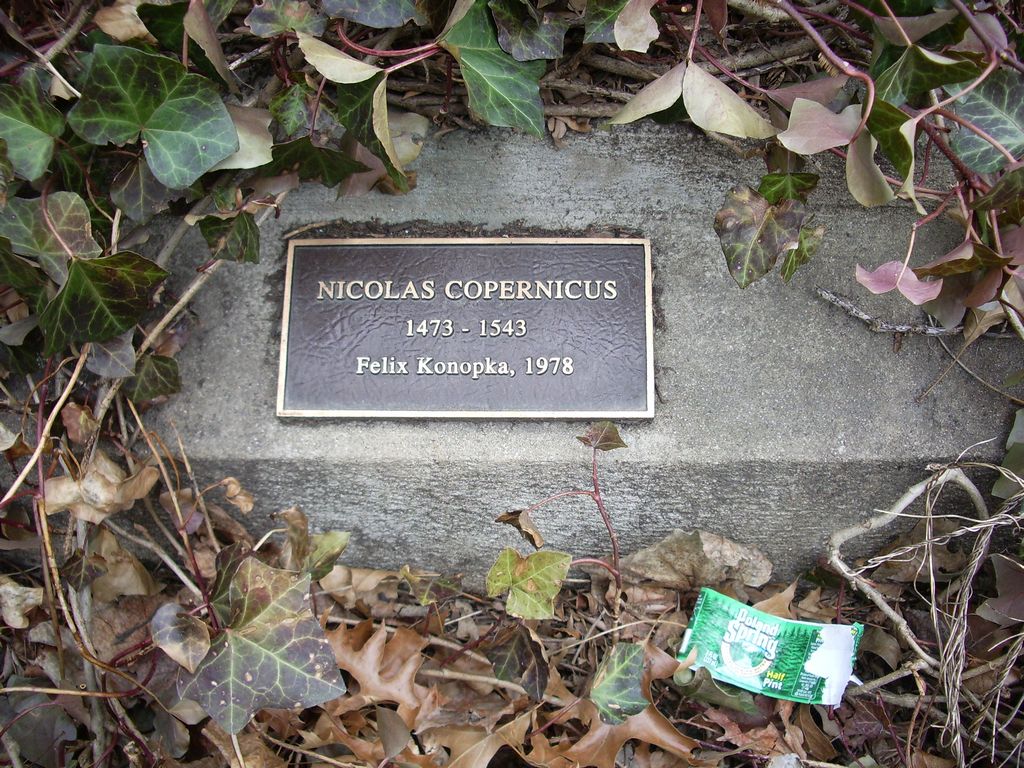 NICOLAS COPERNICUS
1473 - 1543
Felix Konopka, 1978
Poland
Spring
Half
Pint